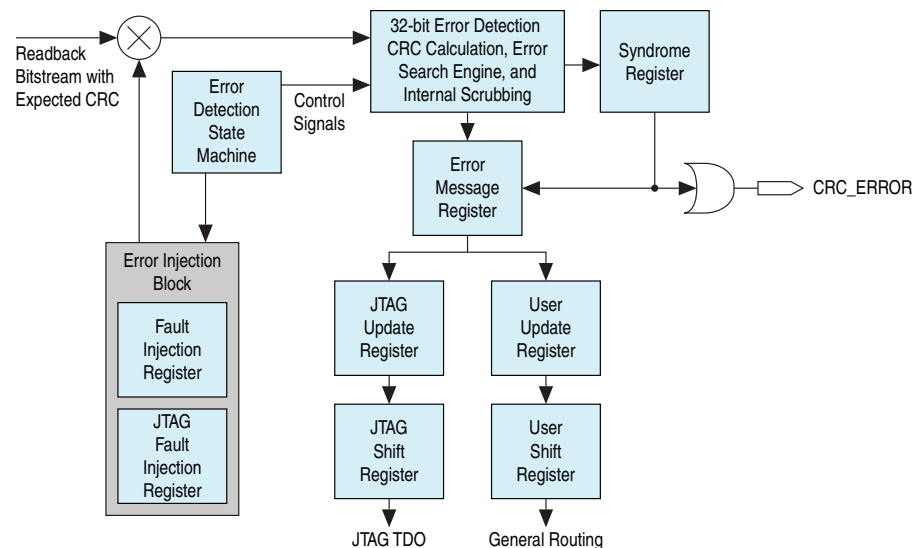 Readback
Bitstream with
Expected CRC
32-bit Error Detection
CRC Calculation, Error
Search Engine, and
Internal Scrubbing
Syndrome
Register
Error
Detection
State
Machine
Control
Signals
Error
Message
Register
CRC_ERROR
Error Injection
Block
Fault
Injection
Register
JTAG
Fault
Injection
Register
JTAG
Update
Register
User
Update
Register
JTAG
Shift
Register
User
Shift
Register
JTAG TDO
General Routing